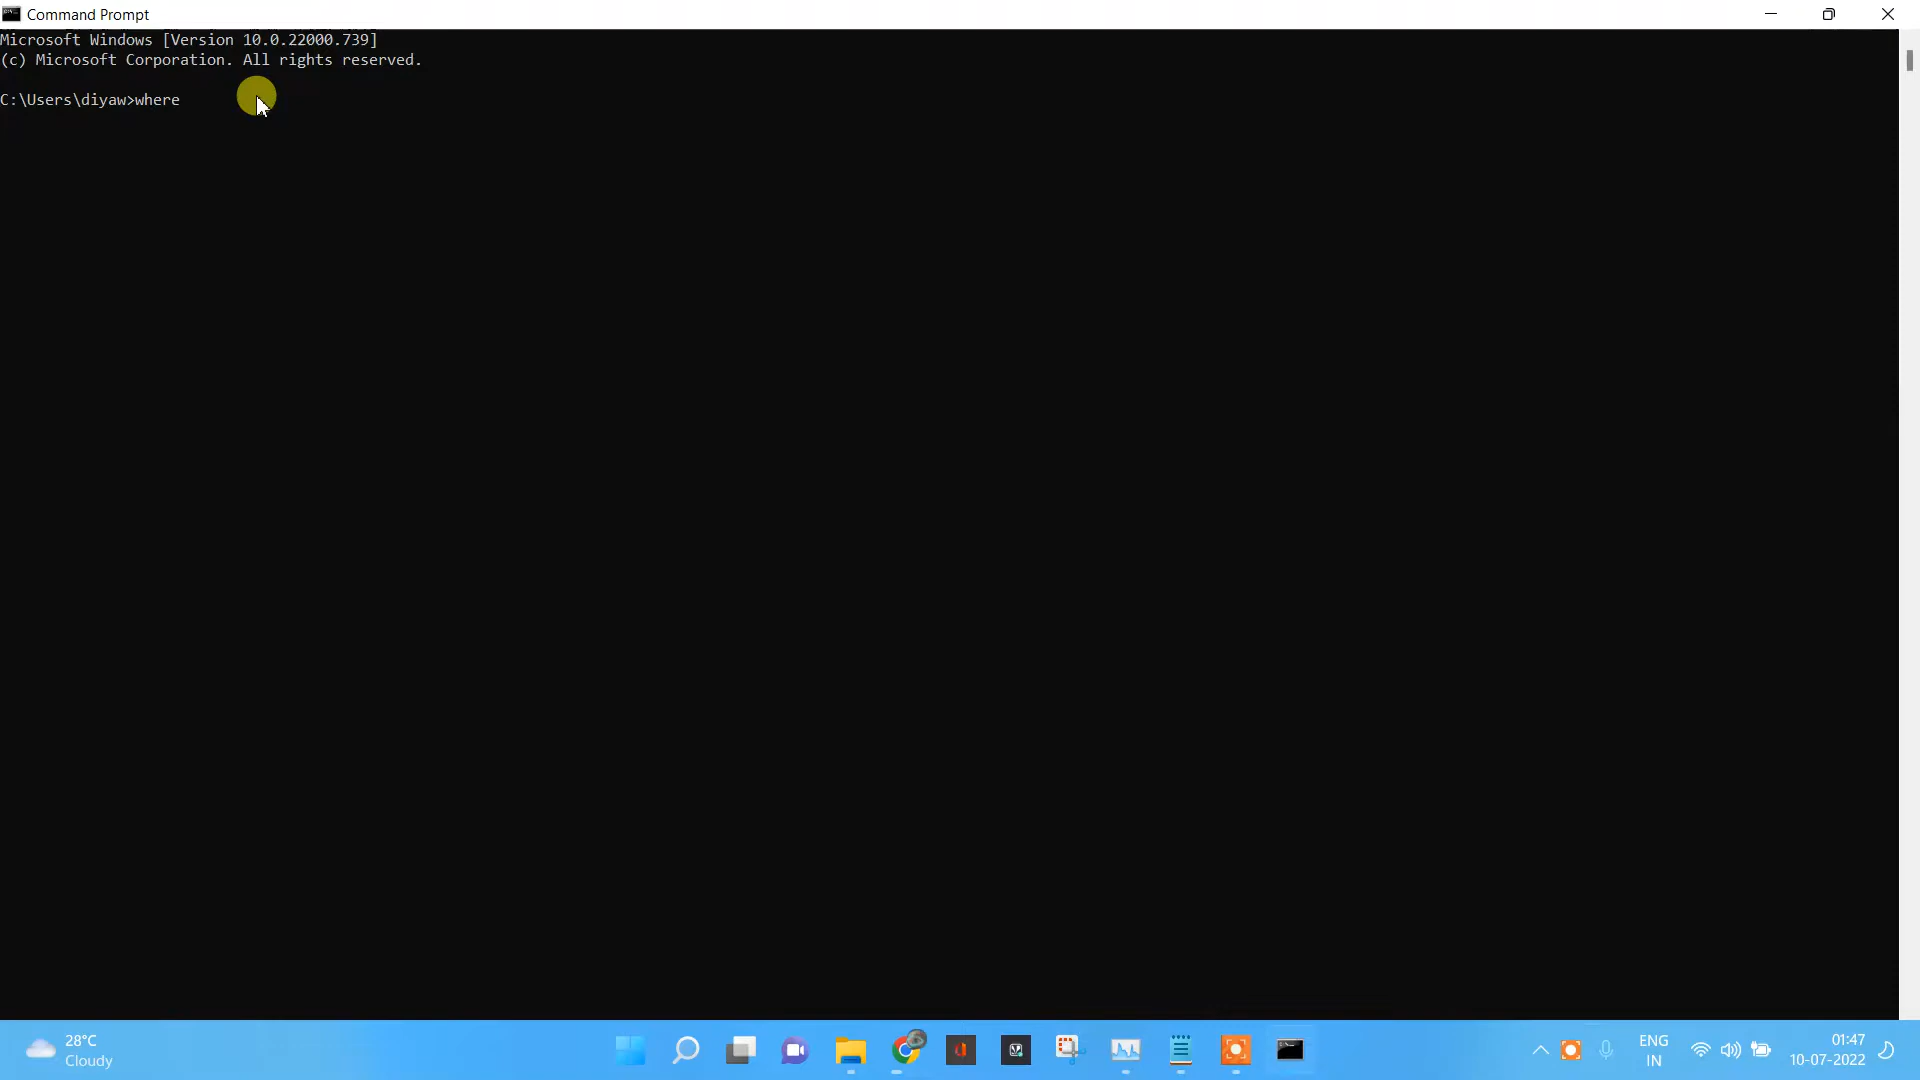 Command Prompt
Microsoft Windows [Version 10.0.22000.739]
(c) Microsoft Corporation. All rights reserved.
C:\Users\diyaw>where
28°C
Cloudy
ENG
IN
01:47
10-07-2022